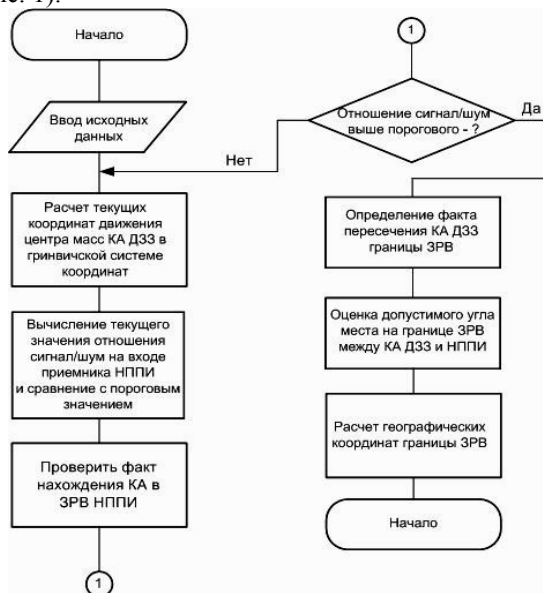 с. 1).
Начало
Ввод исходных
данных
Расчет текущих
координат движения
центра масс КА ДЗЗ в
гринвичской системе
координат
Вычисление текущего
значения отношения
сигнал/шум на входе
приемника НППИ
и сравнение с пороговым
значением
Проверить факт
нахождения КА в
ЗРВ НППИ
1
1
Отношение сигнал/шум
выше порогового - ?
Да
Нет
Определение факта
пересечения КА ДЗЗ
границы ЗРВ
Оценка допустимого угла
места на границе ЗРВ
между КА ДЗЗ и НППИ
Расчет географических
координат границы ЗРВ
Начало